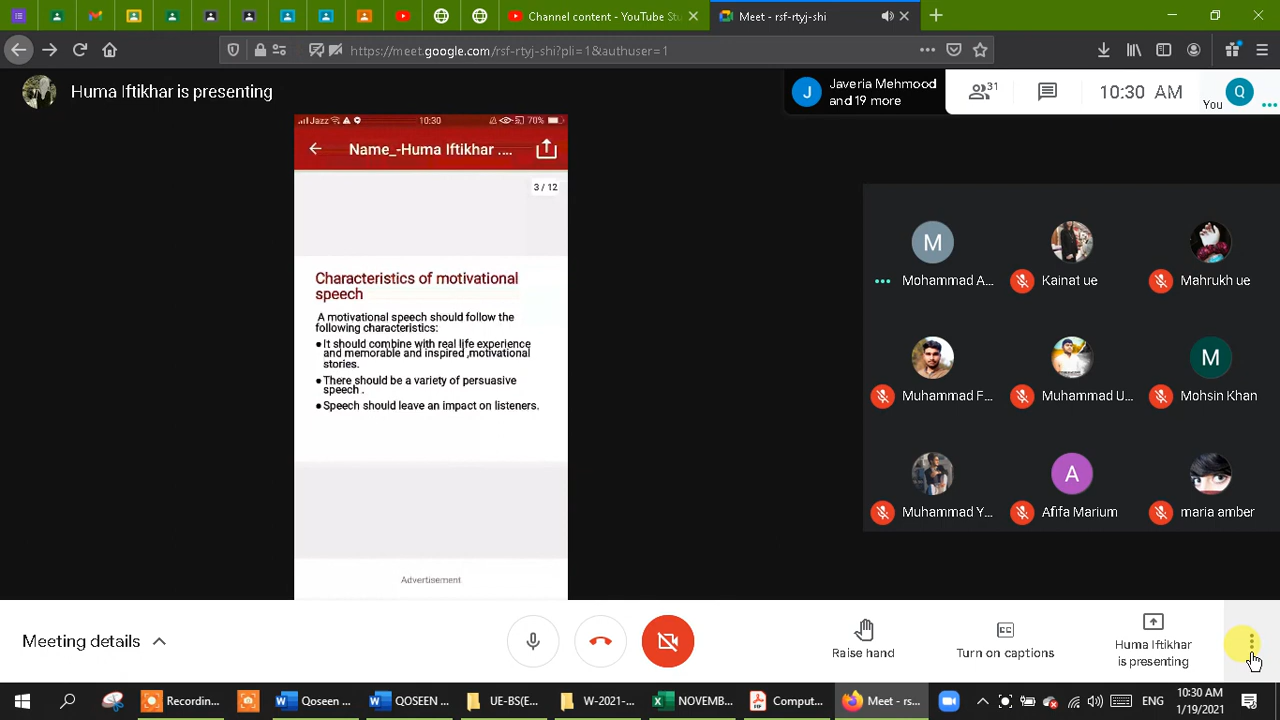 Channel content - YouTube Stu
Meet - rsf-rtyj-shi
https://meet.google.com/rsf-rtyj-shi?pli=1&authuser=1
Huma Iftikhar is presenting
J
Javeria Mehmood
and 19 more
31
10:30 AM
You
Q
Jazz
10:30
70%
Name_-Huma Iftikhar ....
3 / 12
Characteristics of motivational
speech
A motivational speech should follow the
following characteristics:
●It should combine with real life experience
and memorable and inspired ,motivational
stories.
●There should be a variety of persuasive
speech .
●Speech should leave an impact on listeners.
Advertisement
M
Mohammad A...
Kainat ue
Mahrukh ue
Muhammad F...
Muhammad U...
M
Mohsin Khan
Muhammad Y...
A
Afifa Marium
maria amber
Meeting details
Raise hand
CC
Turn on captions
Huma Iftikhar
is presenting
Recordin...
Qoseen ...
QOSEEN ...
UE-BS(E...
W-2021-...
NOVEMB...
Comput...
Meet - rs...
ENG
10:30 AM
1/19/2021